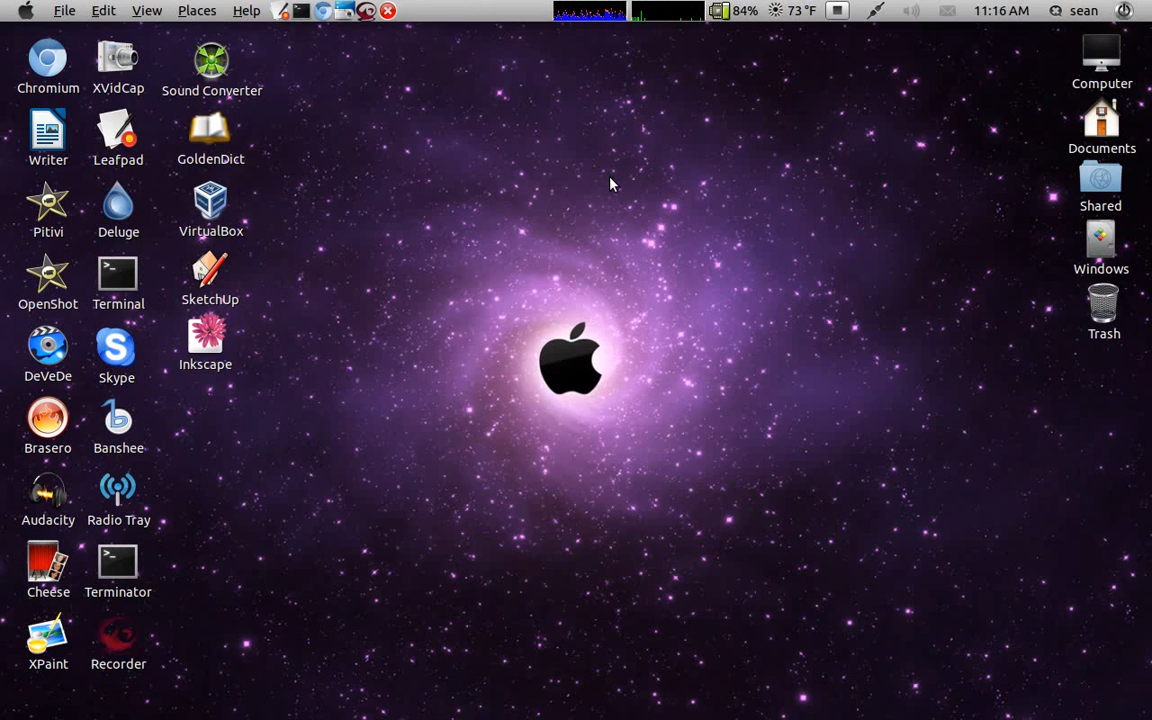 File Edit View Places Help 84% 73 °F 11:16 AM sean
Chromium XVidCap Sound Converter Computer
Writer Leafpad GoldenDict Documents
Pitivi Deluge VirtualBox Shared
OpenShot Terminal SketchUp Windows
DeVeDe Skype Inkscape Trash
Brasero Banshee
Audacity Radio Tray
Cheese Terminator
XPaint Recorder